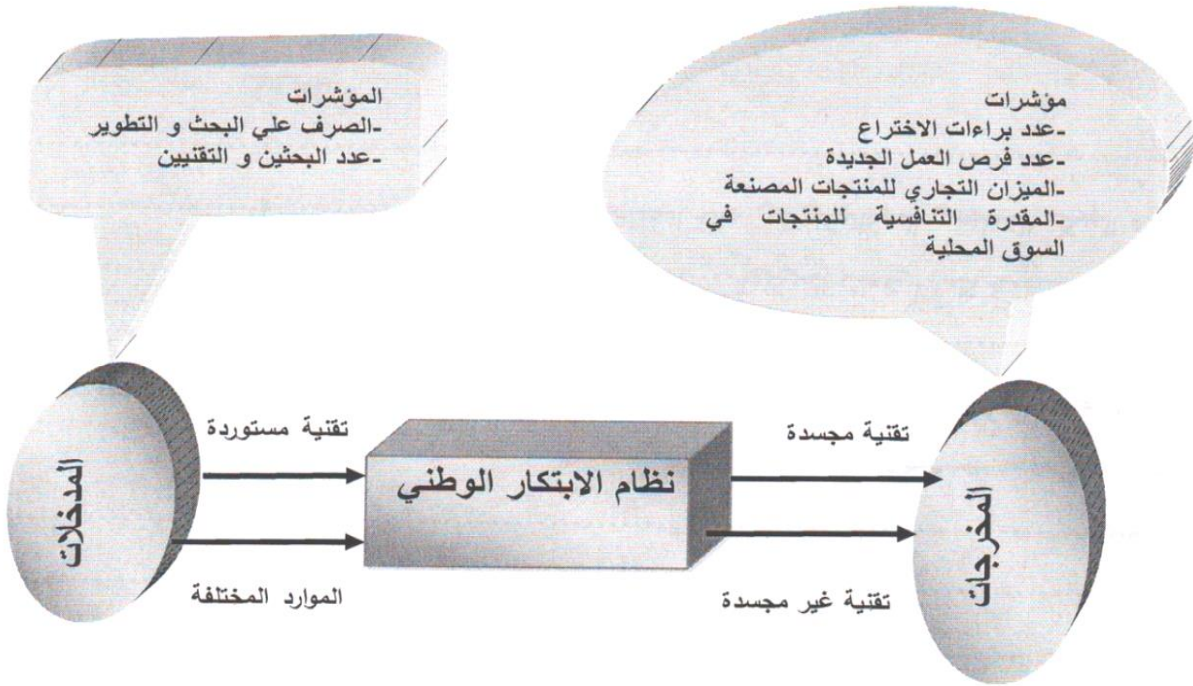 المؤشرات
-الصرف علي البحث و التطوير
-عدد البحثين و التقنيين
مؤشرات
-عدد براءات الاختراع
-عدد فرص العمل الجديدة
-الميزان التجاري للمنتجات المصنعة
-المقدرة التنافسية للمنتجات في
السوق المحلية
المدخلات
تقنية مستوردة
الموارد المختلفة
نظام الابتكار الوطني
تقنية مجسدة
تقنية غير مجسدة
المخرجات